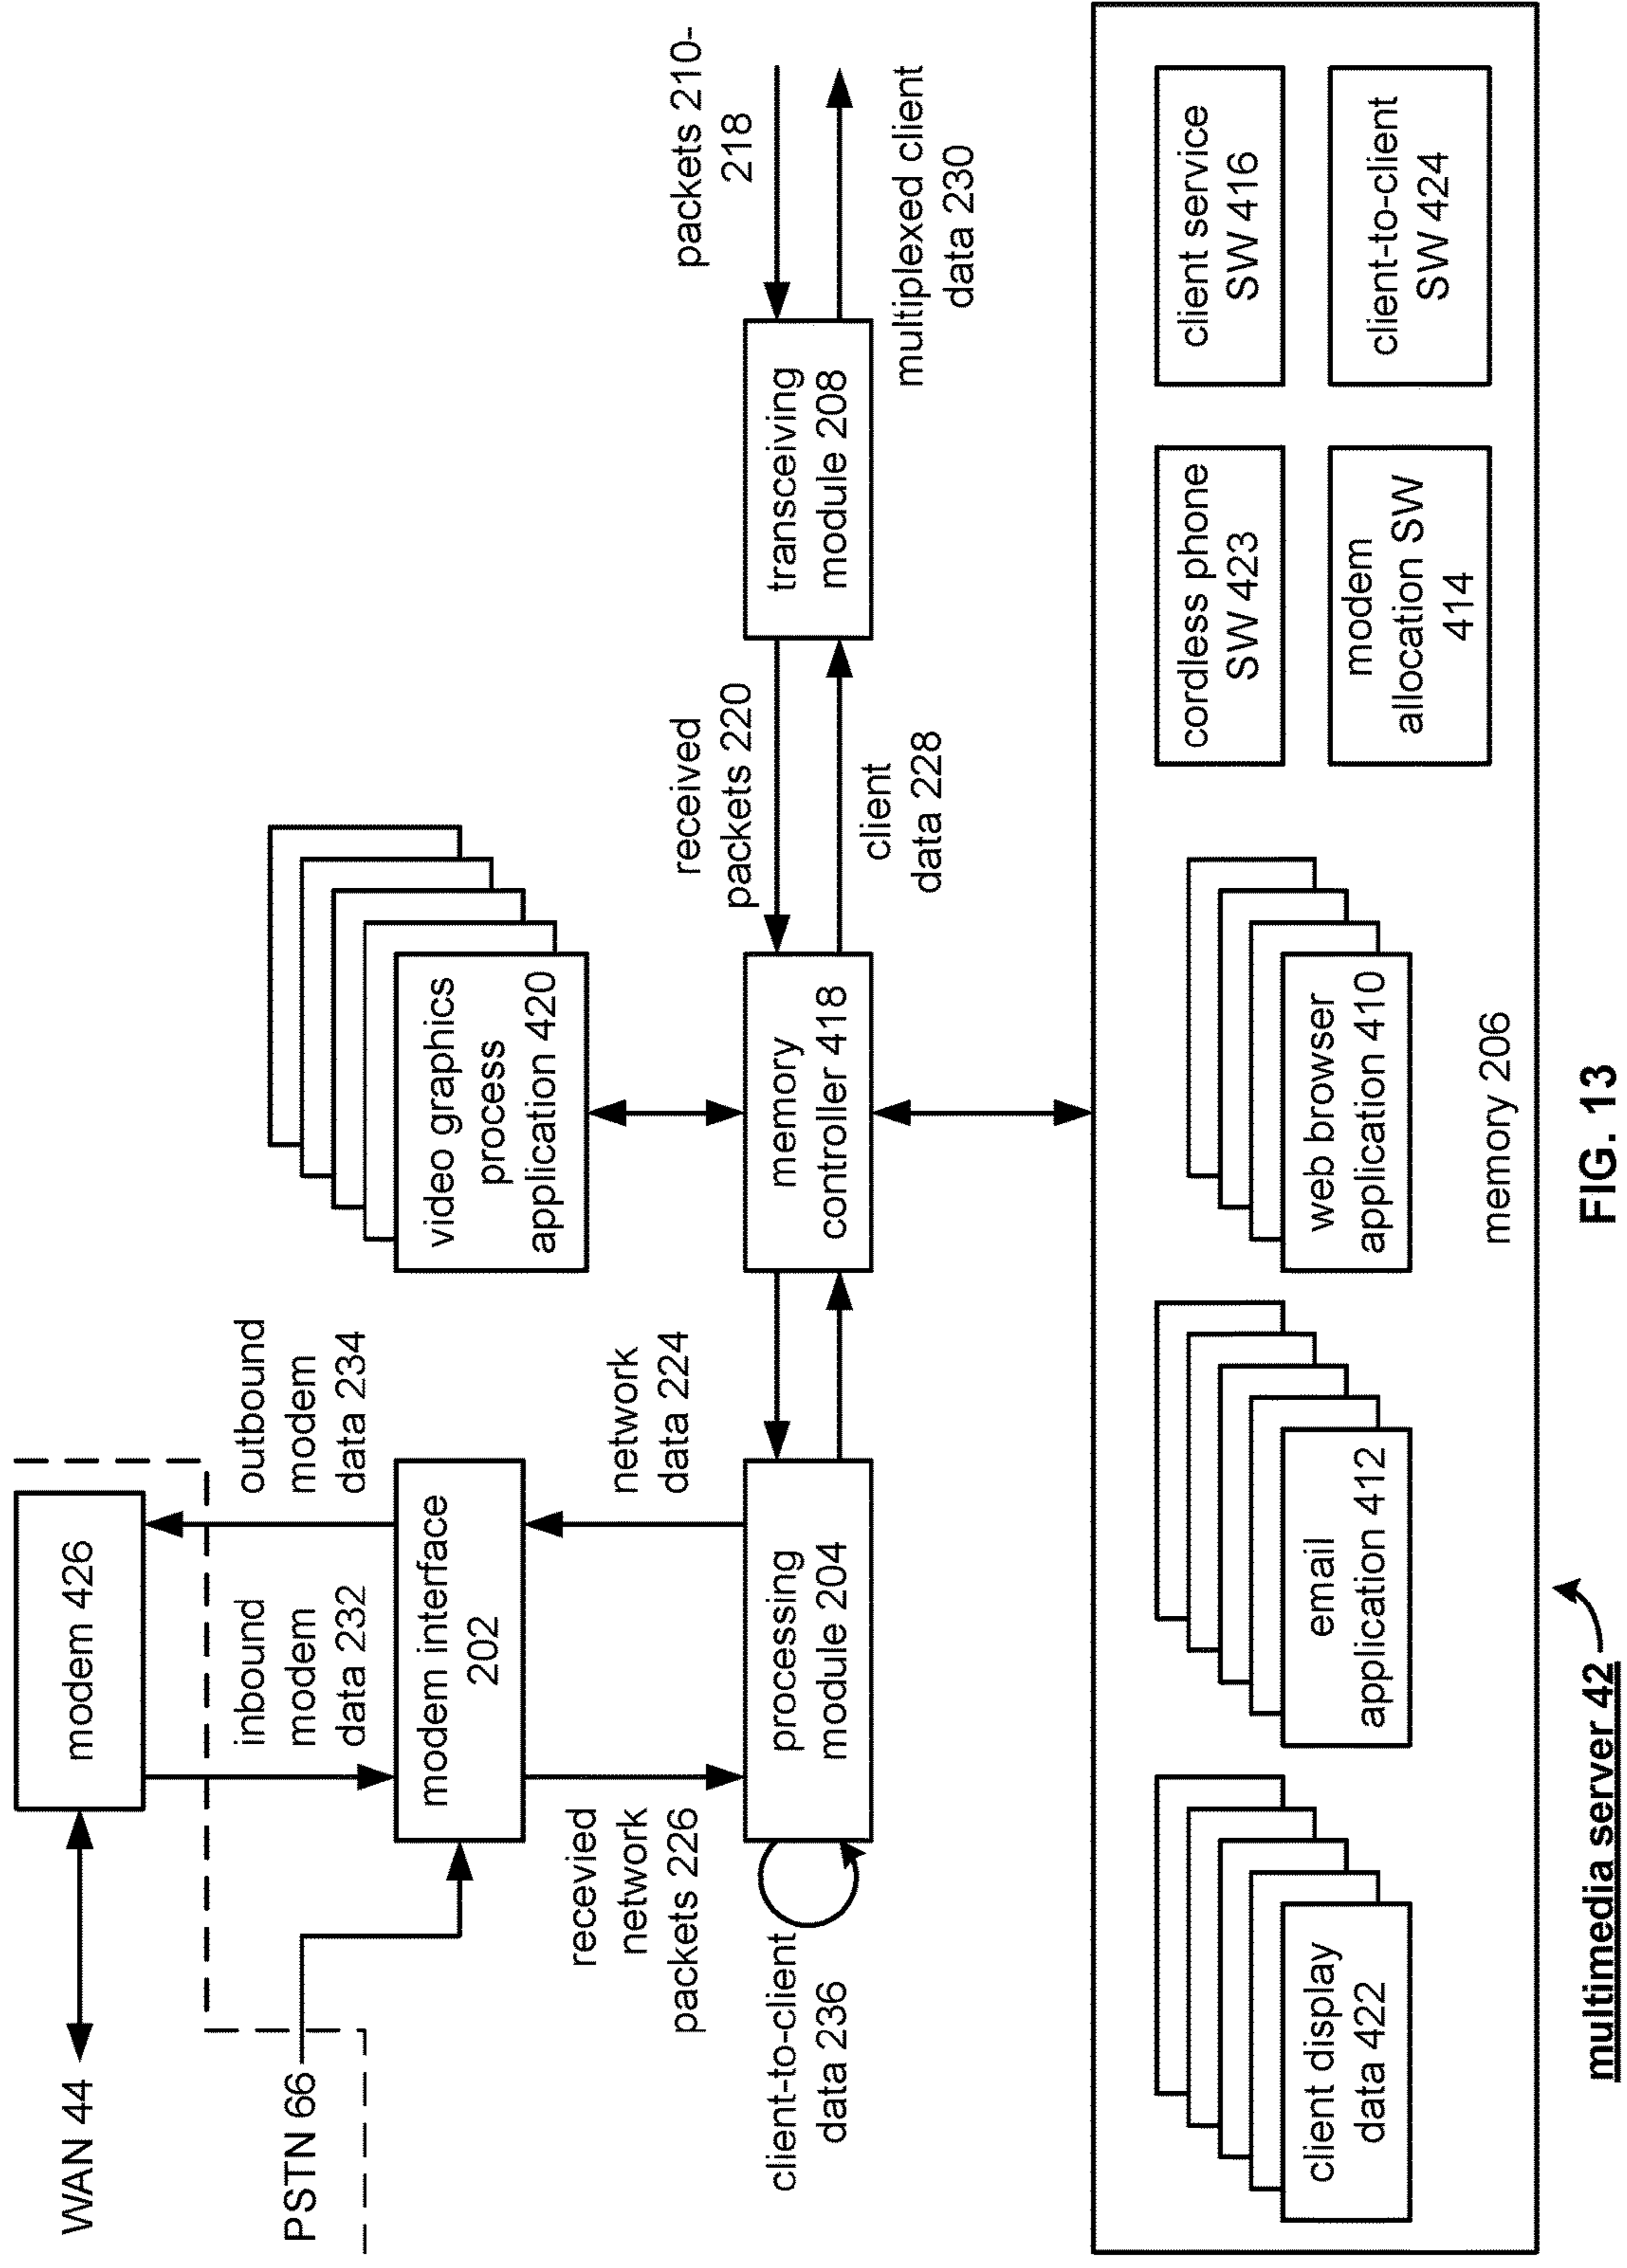 WAN 44
modem 426
PSTN 66
inbound
modem
data 232
outbound
modem
data 234
modem interface
202
recevied
network
packets 226
network
data 224
video graphics
process
application 420
client-to-client
data 236
processing
module 204
memory
controller 418
received
packets 220
client
data 228
transceiving
module 208
packets 210-
218
multiplexed client
data 230
client display
data 422
email
application 412
web browser
application 410
cordless phone
SW 423
client service
SW 416
modem
allocation SW
414
client-to-client
SW 424
memory 206
multimedia server 42
FIG. 13